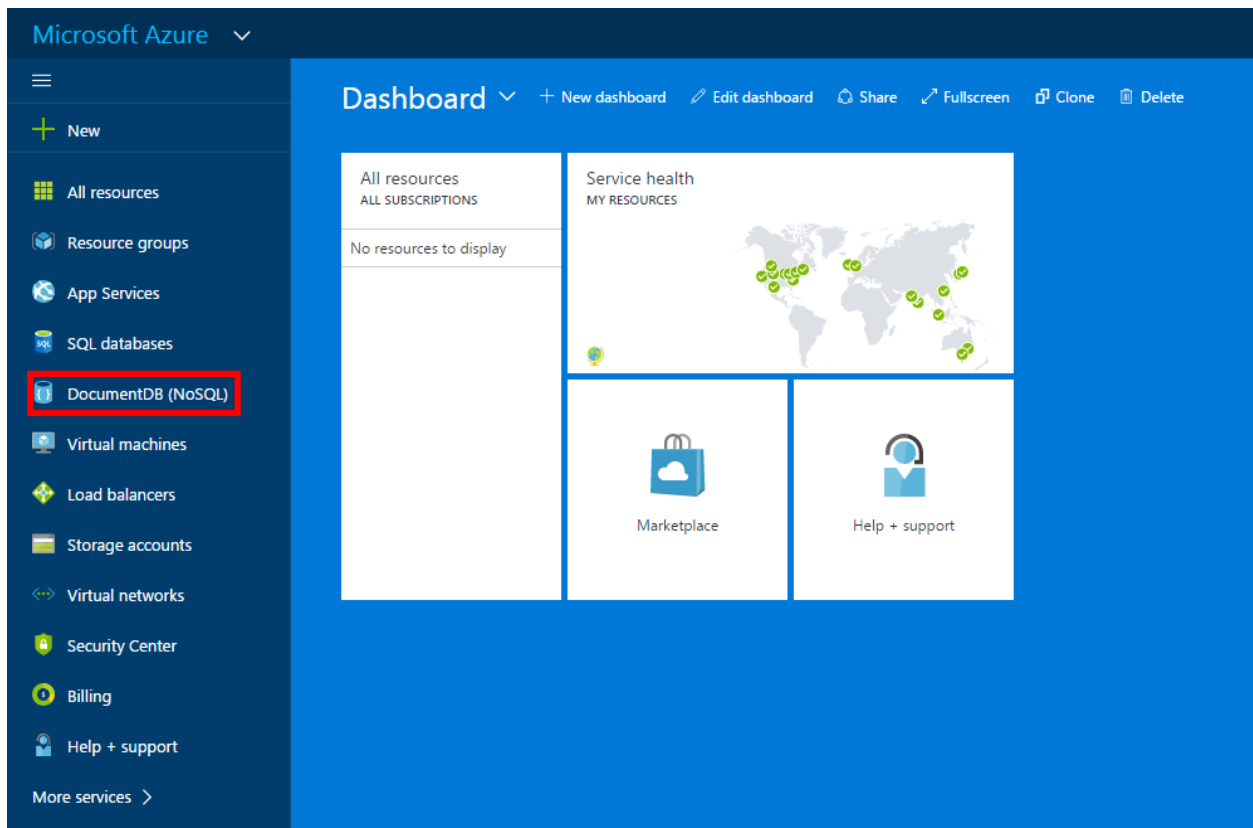 Microsoft Azure
New
All resources
Resource groups
App Services
SQL databases
DocumentDB (NoSQL)
Virtual machines
Load balancers
Storage accounts
Virtual networks
Security Center
Billing
Help + support
More services
Dashboard
New dashboard
Edit dashboard
Share
Fullscreen
Clone
Delete
All resources
ALL SUBSCRIPTIONS
No resources to display
Service health
MY RESOURCES
Marketplace
Help + support